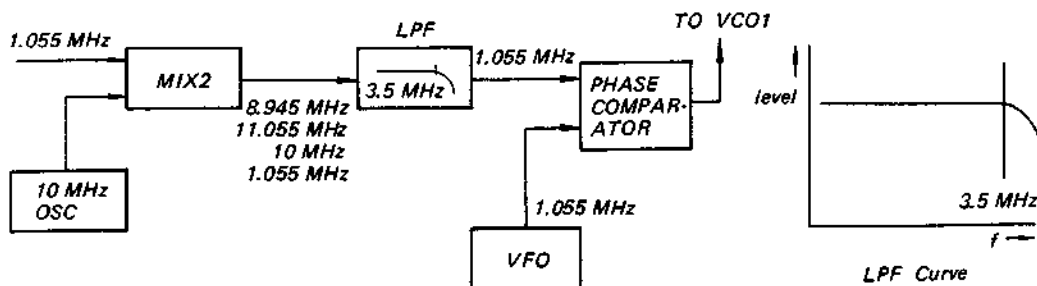 1.055 MHz
MIX2
10 MHz
OSC
8.945 MHz
11.055 MHz
10 MHz
1.055 MHz
LPF
3.5 MHz
1.055 MHz
PHASE
COMPAR-
ATOR
TO VCO1
1.055 MHz
VFO
level
3.5 MHz
f
LPF Curve